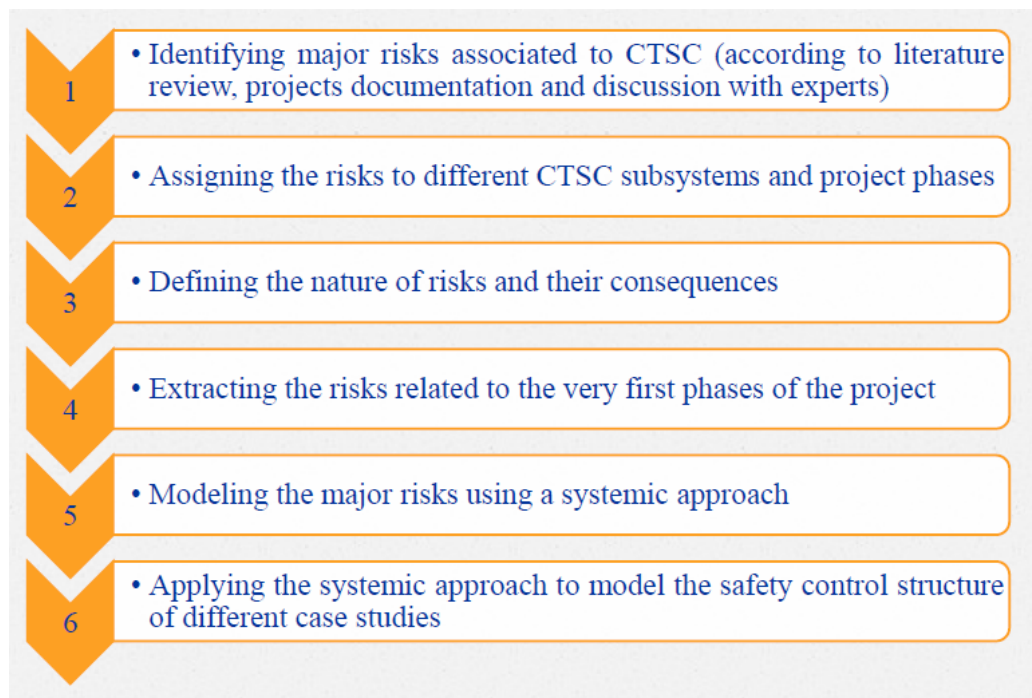 1
• Identifying major risks associated to CTSC (according to literature
review, projects documentation and discussion with experts)
2
• Assigning the risks to different CTSC subsystems and project phases
3
• Defining the nature of risks and their consequences
4
• Extracting the risks related to the very first phases of the project
5
• Modeling the major risks using a systemic approach
6
• Applying the systemic approach to model the safety control structure
of different case studies